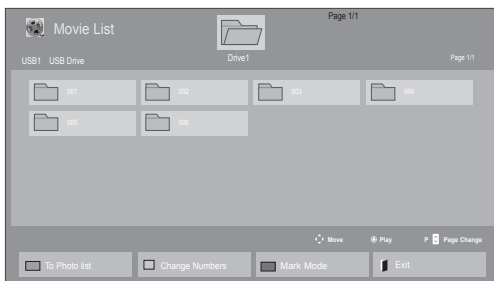 Page 1/1
Movie List
Drive1
USB1 USB Drive
Page 1/1
001 002 003 004
005 006
Move Play P Page Change
To Photo list Change Numbers Mark Mode Exit